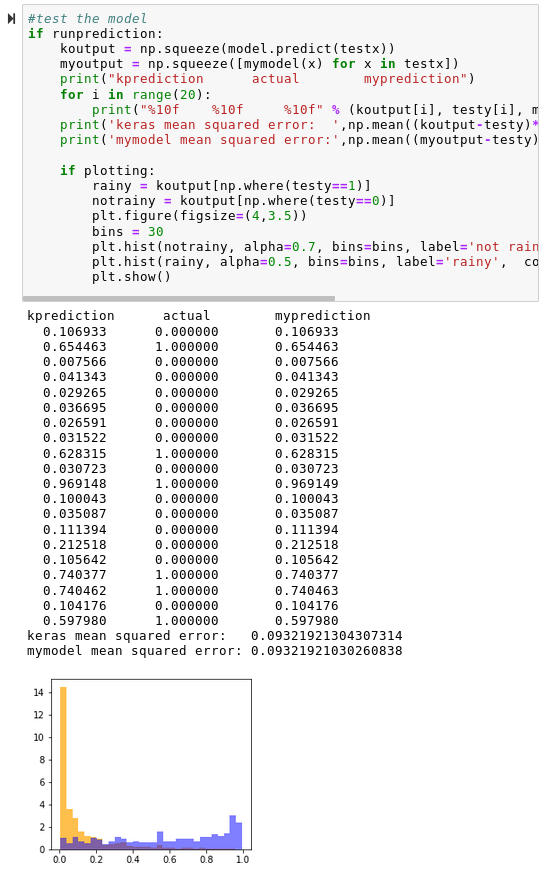 #test the model
if runprediction:
    koutput = np.squeeze(model.predict(testx))
    myoutput = np.squeeze([mymodel(x) for x in testx])
    print("kprediction      actual        myprediction")
    for i in range(20):
        print("%10f    %10f     %10f" % (koutput[i], testy[i], m
    print('keras mean squared error:  ',np.mean((koutput-testy)*
    print('mymodel mean squared error:',np.mean((myoutput-testy)
    if plotting:
        rainy = koutput[np.where(testy==1)]
        notrainy = koutput[np.where(testy==0)]
        plt.figure(figsize=(4,3.5))
        bins = 30
        plt.hist(notrainy, alpha=0.7, bins=bins, label='not rain
        plt.hist(rainy, alpha=0.5, bins=bins, label='rainy',  co
        plt.show()
kprediction      actual        myprediction
  0.106933      0.000000       0.106933
  0.654463      1.000000       0.654463
  0.007566      0.000000       0.007566
  0.041343      0.000000       0.041343
  0.029265      0.000000       0.029265
  0.036695      0.000000       0.036695
  0.026591      0.000000       0.026591
  0.031522      0.000000       0.031522
  0.628315      1.000000       0.628315
  0.030723      0.000000       0.030723
  0.969148      1.000000       0.969149
  0.100043      0.000000       0.100043
  0.035087      0.000000       0.035087
  0.111394      0.000000       0.111394
  0.212518      0.000000       0.212518
  0.105642      0.000000       0.105642
  0.740377      1.000000       0.740377
  0.740462      1.000000       0.740463
  0.104176      0.000000       0.104176
  0.597980      1.000000       0.597980
keras mean squared error:   0.09321921304307314
mymodel mean squared error: 0.09321921030260838
14
12
10
8
6
4
2
0
0.0 0.2 0.4 0.6 0.8 1.0